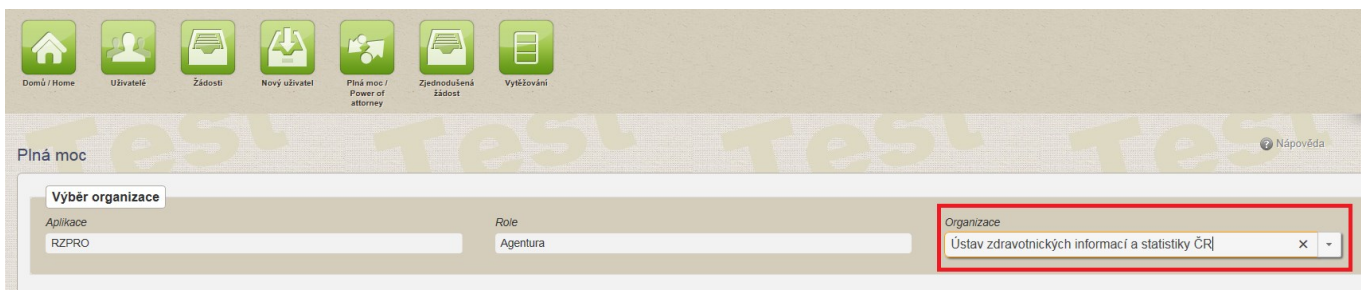 Domů / Home
Uživatelé
Žádosti
Nový uživatel
Plná moc /
Power of
attorney
Zjednodušená
žádost
Vytěžování
Test Test Test Test
Plná moc
Nápověda
Výběr organizace
Aplikace
Role
Organizace
RZPRO
Agentura
Ústav zdravotnických informací a statistiky ČR